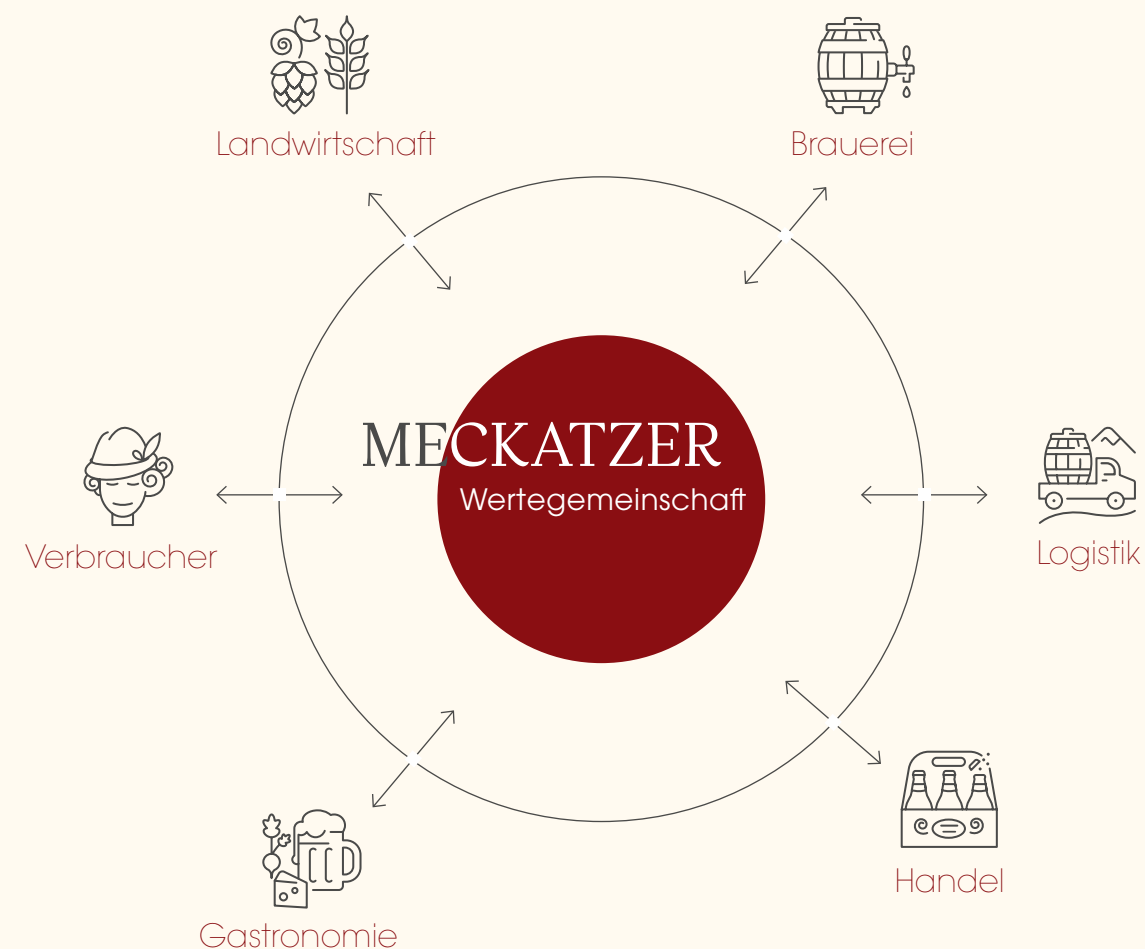 Landwirtschaft
Brauerei
MECKATZER
Wertegemeinschaft
Verbraucher
Logistik
Handel
Gastronomie